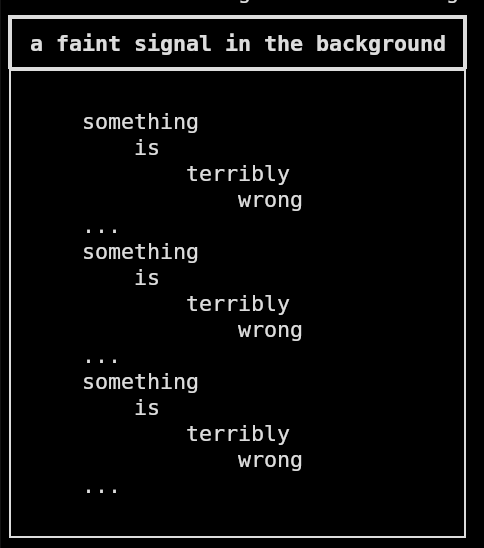 a faint signal in the background
something
is
terribly
wrong
...
something
is
terribly
wrong
...
something
is
terribly
wrong
...